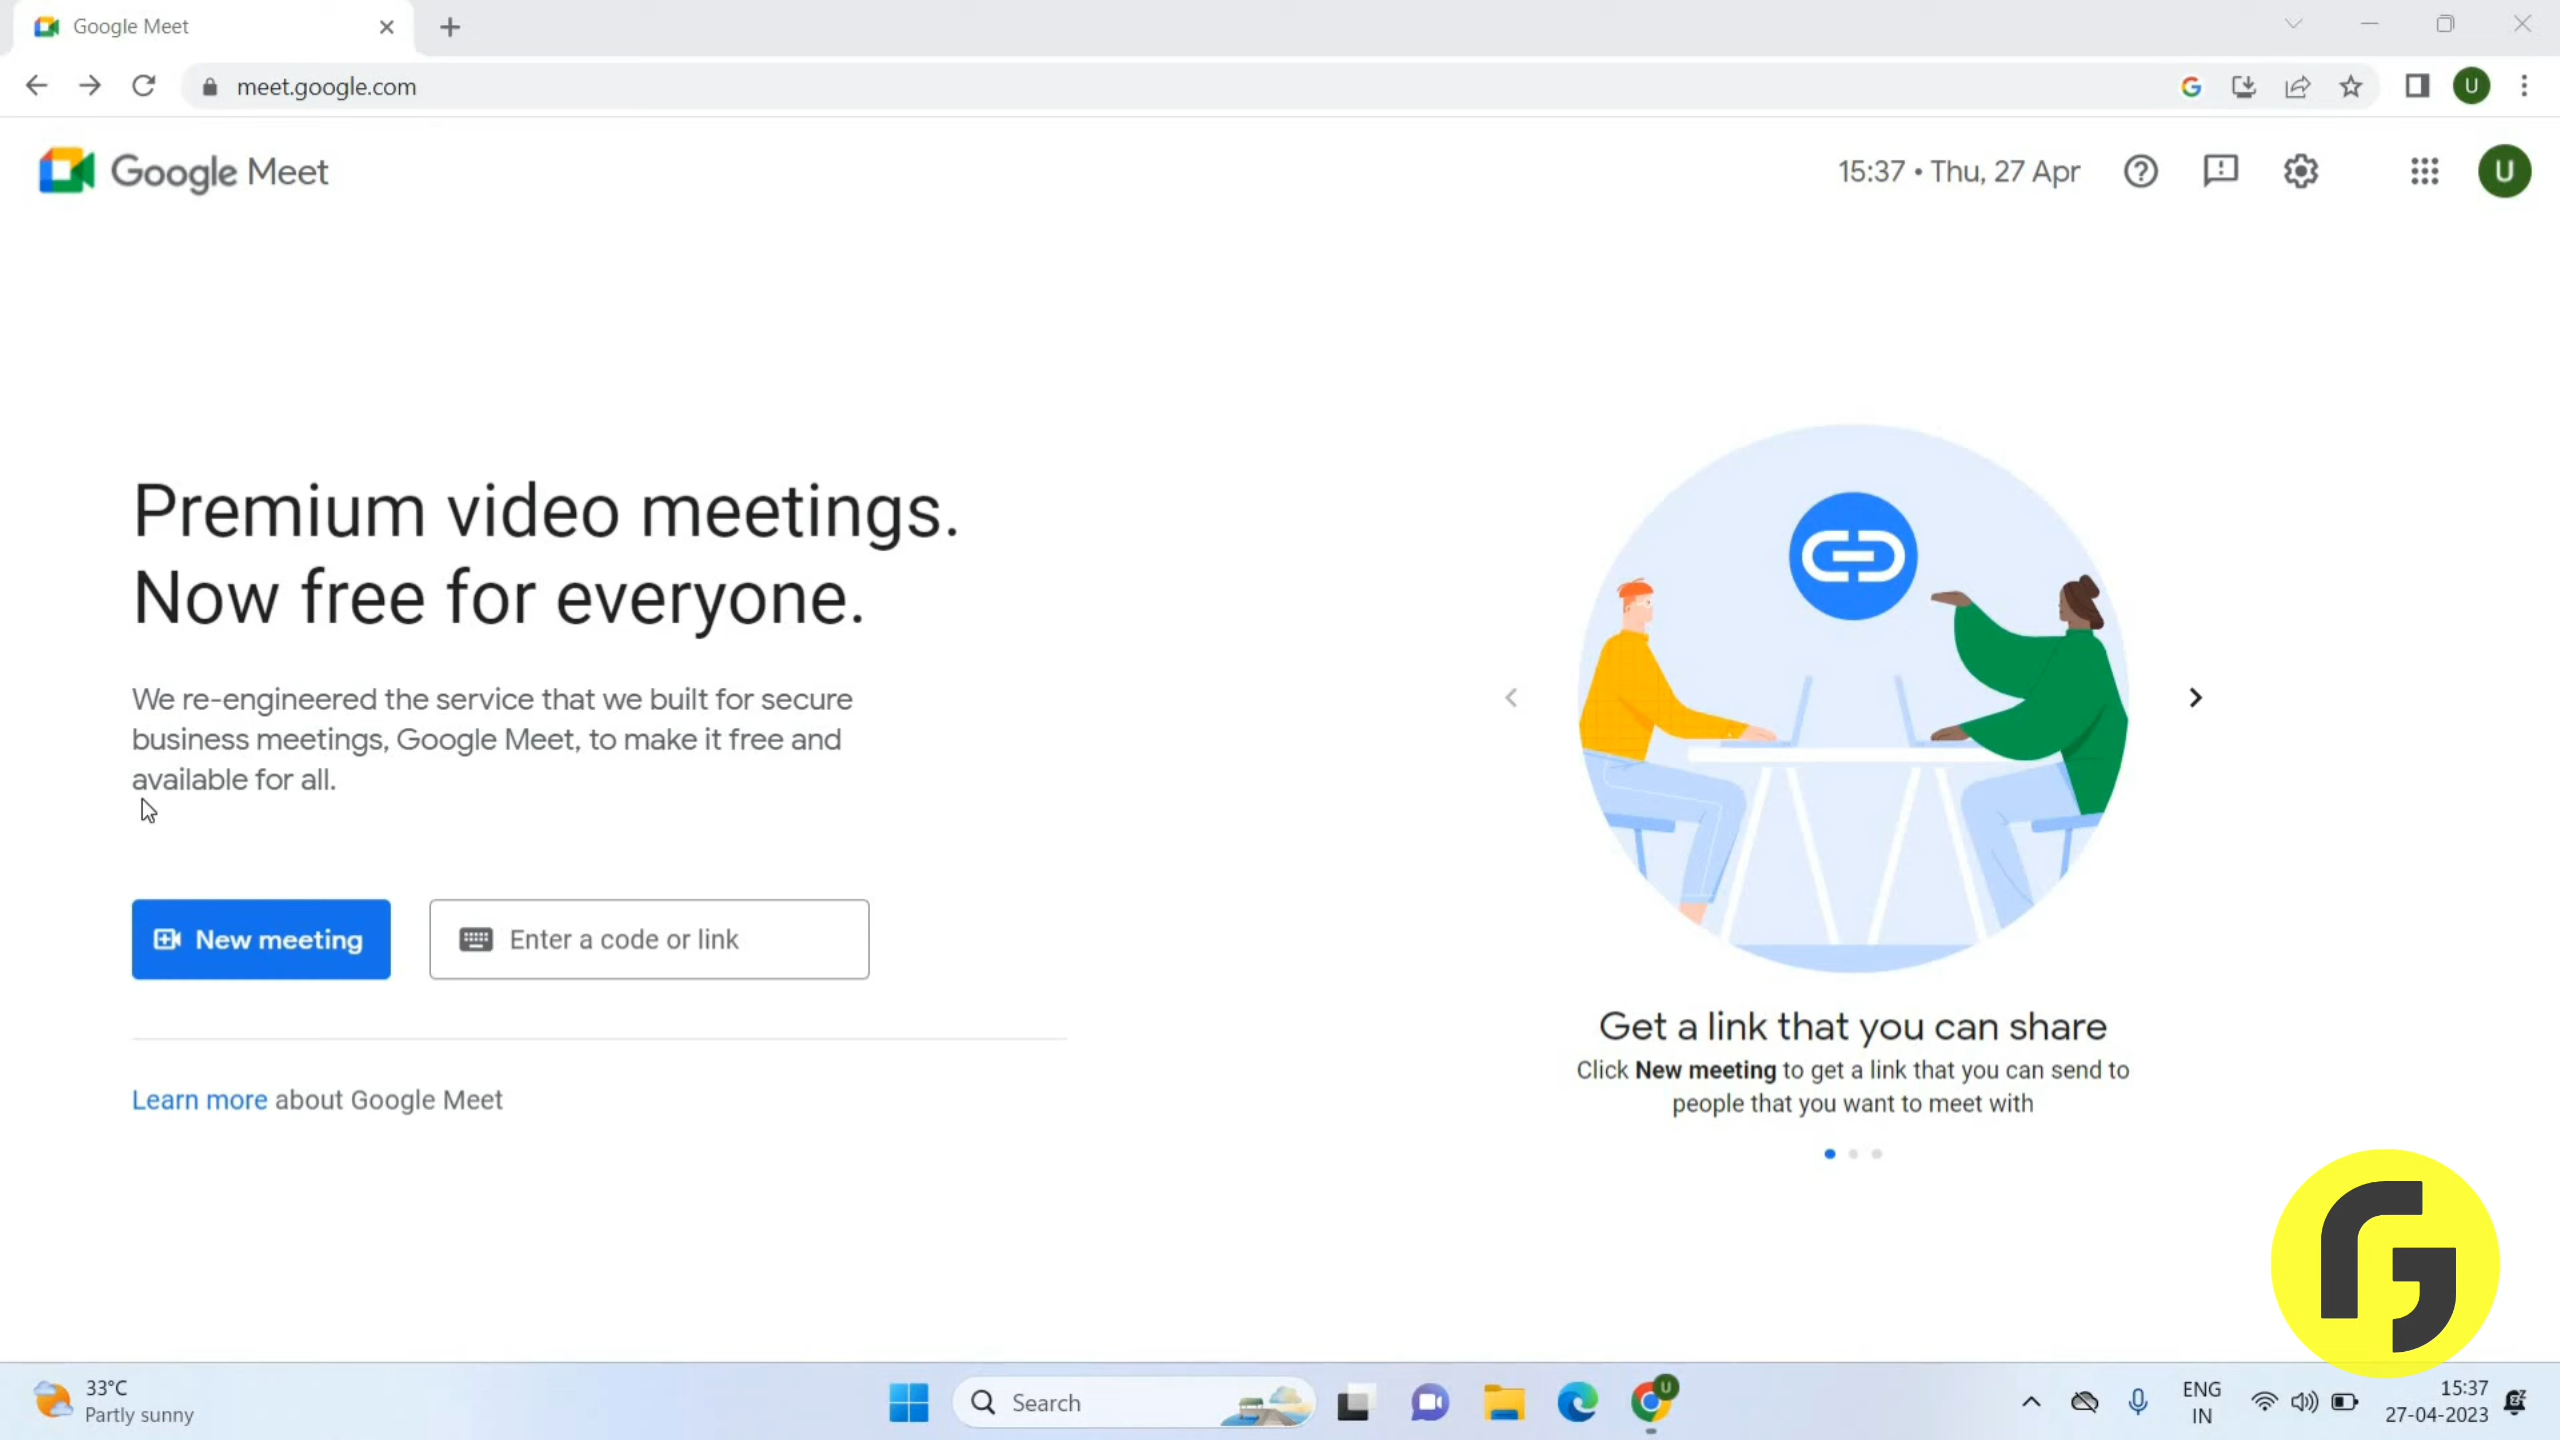 Google Meet
meet.google.com
U
Google Meet
15:37 • Thu, 27 Apr
U
Premium video meetings.
Now free for everyone.
We re-engineered the service that we built for secure
business meetings, Google Meet, to make it free and
available for all.
New meeting
Enter a code or link
Learn more about Google Meet
Get a link that you can share
Click New meeting to get a link that you can send to
people that you want to meet with
33°C
Partly sunny
Search
U
ENG
IN
15:37
27-04-2023